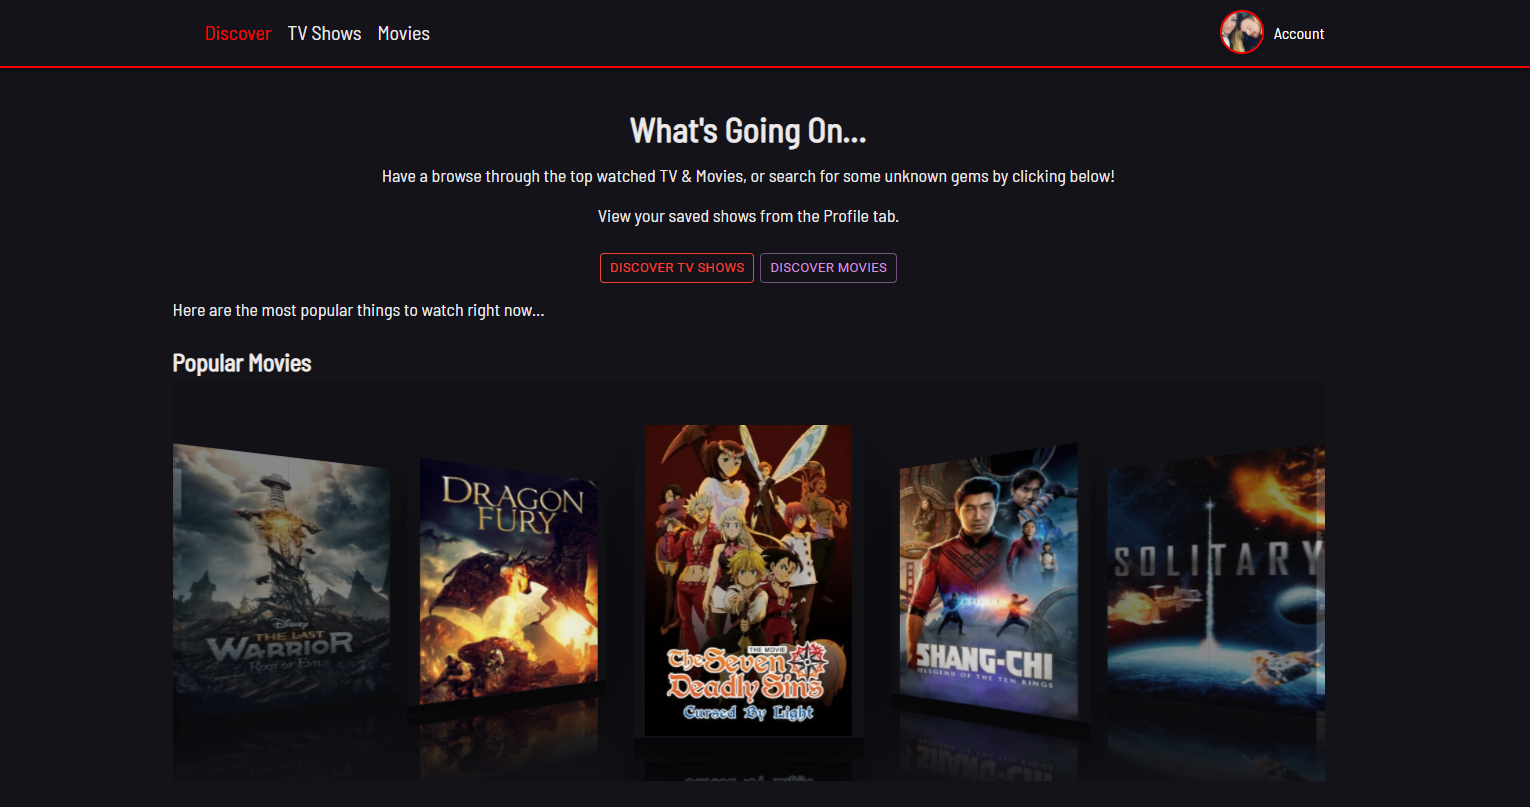 Discover TV Shows Movies Account
What's Going On...
Have a browse through the top watched TV & Movies, or search for some unknown gems by clicking below!
View your saved shows from the Profile tab.
DISCOVER TV SHOWS DISCOVER MOVIES
Here are the most popular things to watch right now...
Popular Movies
Disney
THE LAST
WARRIOR
ROOT OF EVIL
DRAGON
FURY
THE MOVIE
The Seven
Deadly Sins
Cursed By Light
SHANG-CHI
LEGEND OF THE TEN RINGS
SOLITARY